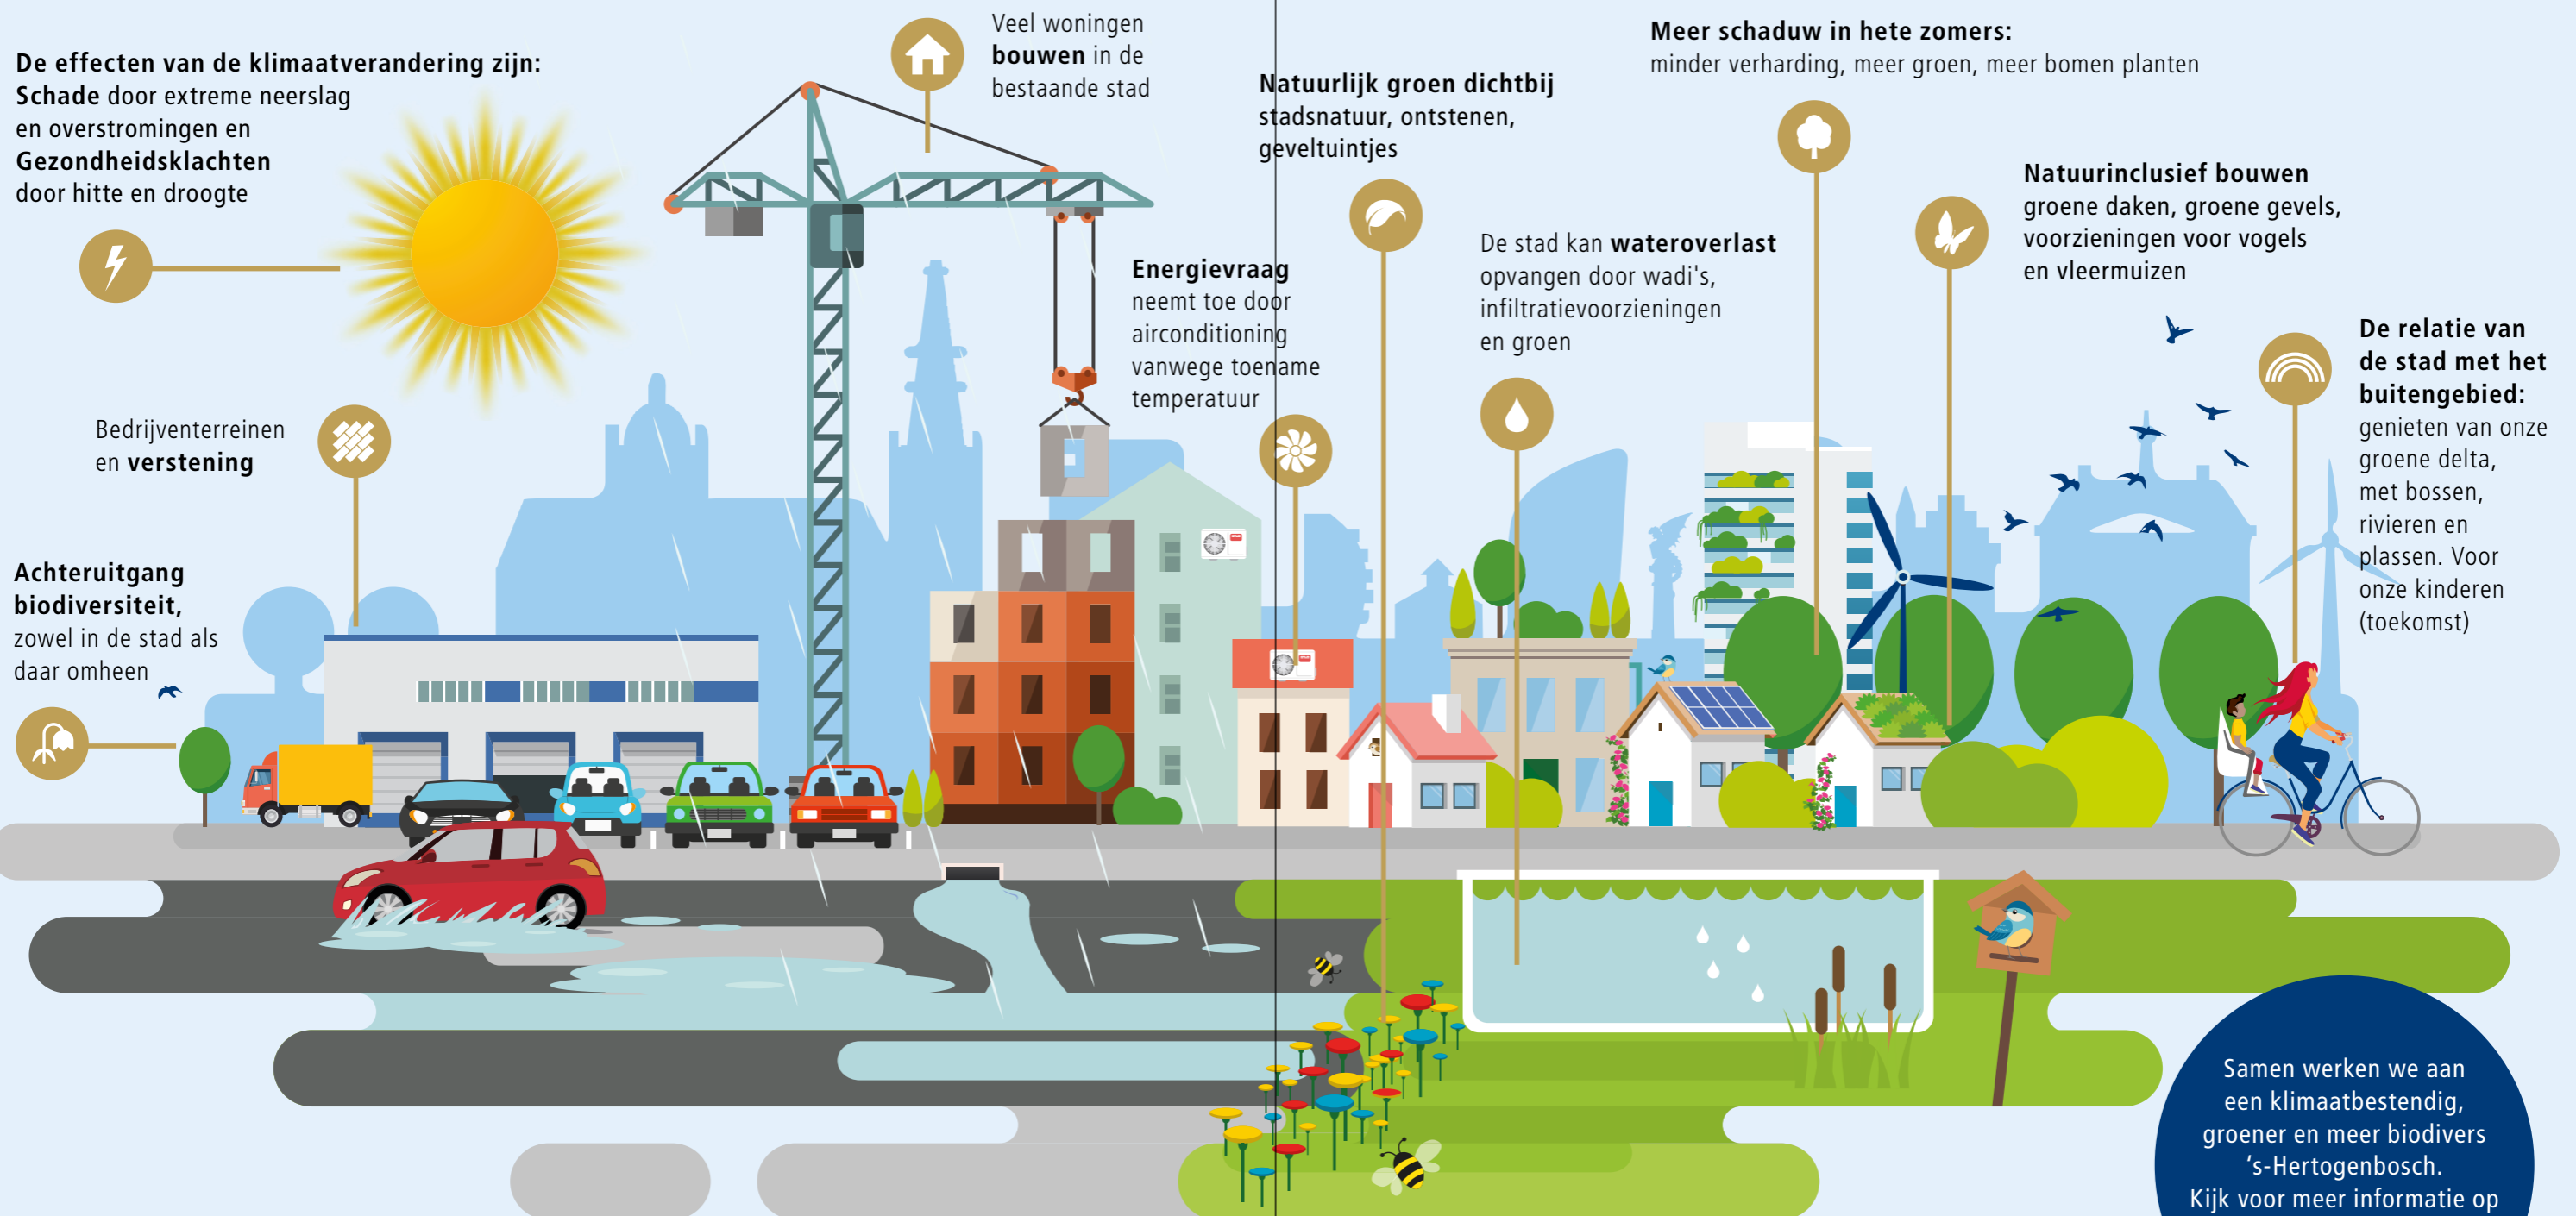 De effecten van de klimaatverandering zijn:
Schade door extreme neerslag
en overstromingen en
Gezondheidsklachten
door hitte en droogte
Bedrijventerreinen
en verstening
Achteruitgang
biodiversiteit,
zowel in de stad als
daar omheen
Veel woningen
bouwen in de
bestaande stad
Energievraag
neemt toe door
airconditioning
vanwege toename
temperatuur
Natuurlijk groen dichtbij
stadsnatuur, ontstenen,
geveltuintjes
De stad kan wateroverlast
opvangen door wadi's,
infiltratievoorzieningen
en groen
Meer schaduw in hete zomers:
minder verharding, meer groen, meer bomen planten
Natuurinclusief bouwen
groene daken, groene gevels,
voorzieningen voor vogels
en vleermuizen
De relatie van
de stad met het
buitengebied:
genieten van onze
groene delta,
met bossen,
rivieren en
plassen. Voor
onze kinderen
(toekomst)
Samen werken we aan
een klimaatbestendig,
groener en meer biodivers
‘s-Hertogenbosch.
Kijk voor meer informatie op